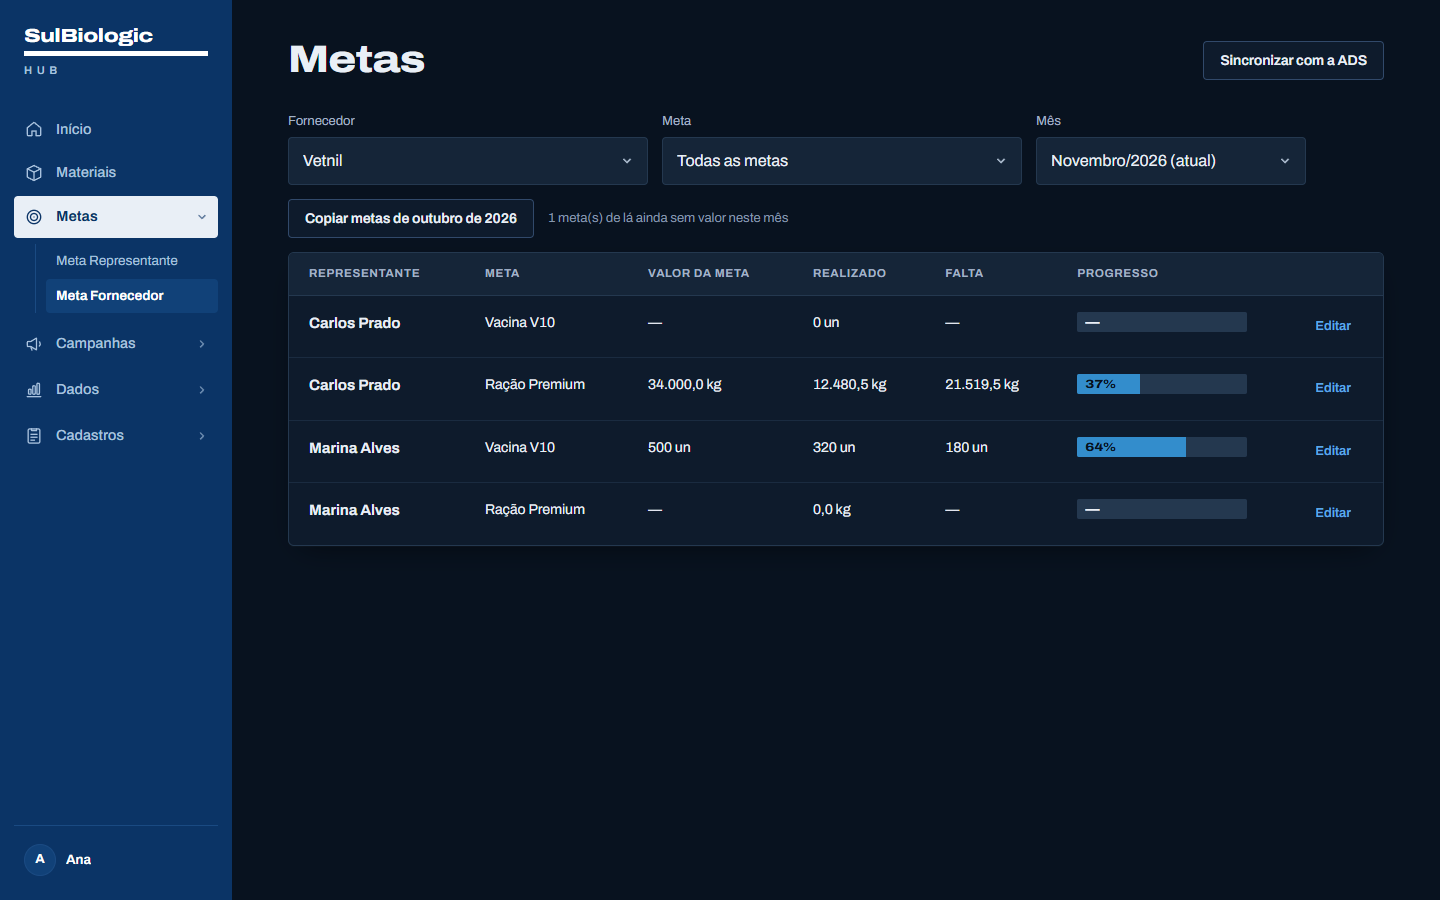 SulBiologic
HUB
Início
Materiais
Metas
Meta Representante
Meta Fornecedor
Campanhas
Dados
Cadastros
A Ana
Metas
Sincronizar com a ADS
Fornecedor Meta Mês
Vetnil Todas as metas Novembro/2026 (atual)
Copiar metas de outubro de 2026 1 meta(s) de lá ainda sem valor neste mês
REPRESENTANTE META VALOR DA META REALIZADO FALTA PROGRESSO
Carlos Prado Vacina V10 — 0 un — — Editar
Carlos Prado Ração Premium 34.000,0 kg 12.480,5 kg 21.519,5 kg 37% Editar
Marina Alves Vacina V10 500 un 320 un 180 un 64% Editar
Marina Alves Ração Premium — 0,0 kg — — Editar